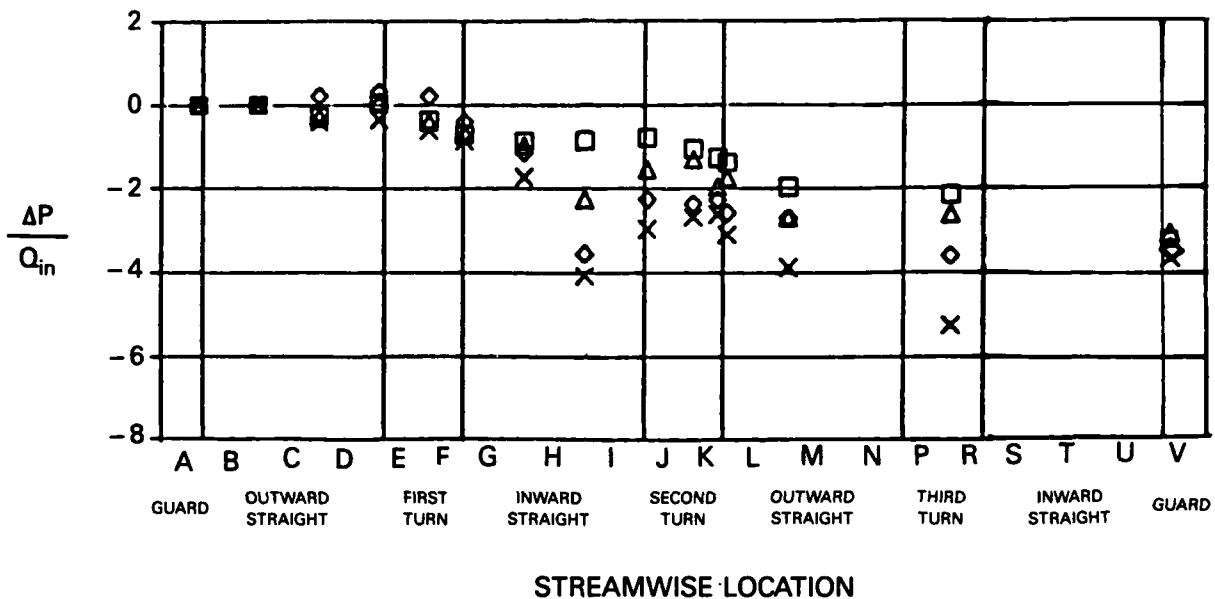 2
0
-2
-4
-6
-8
ΔP
Qin
A B C D E F G H I J K L M N P R S T U V
GUARD
OUTWARD
STRAIGHT
FIRST
TURN
INWARD
STRAIGHT
SECOND
TURN
OUTWARD
STRAIGHT
THIRD
TURN
INWARD
STRAIGHT
GUARD
STREAMWISE LOCATION